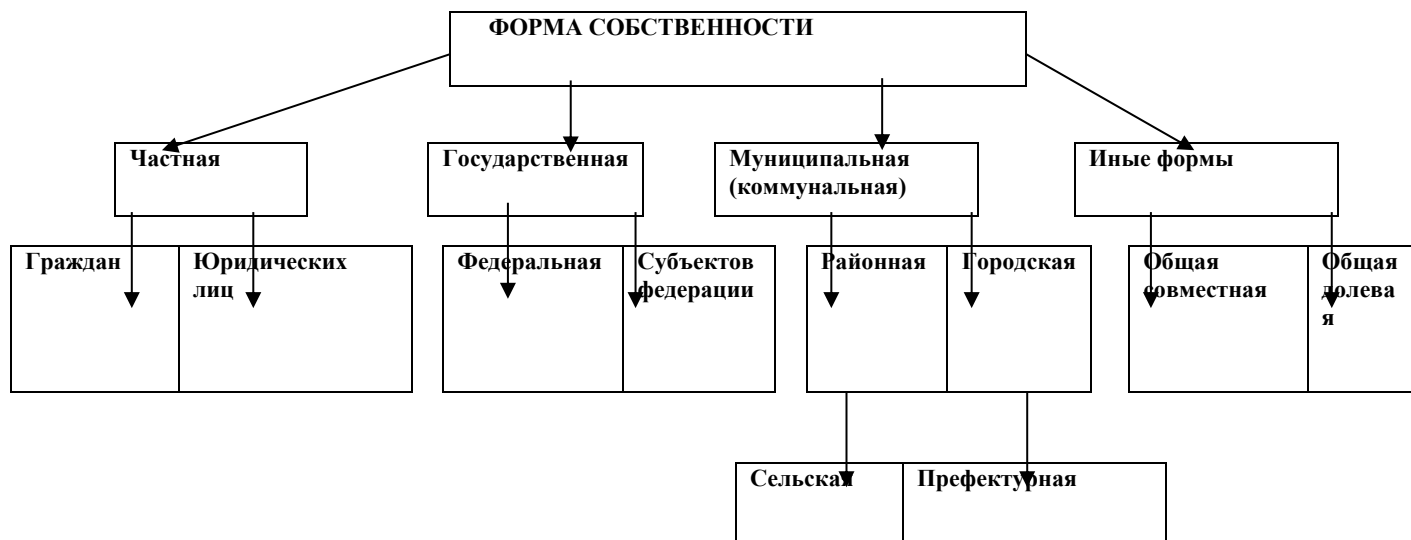 ФОРМА СОБСТВЕННОСТИ
Частная
Государственная
Муниципальная
(коммунальная)
Иные формы
Граждан
Юридических
лиц
Федеральная
Субъектов
федерации
Районная
Городская
Общая
совместная
Общая
долева
я
Сельская
Префектурная